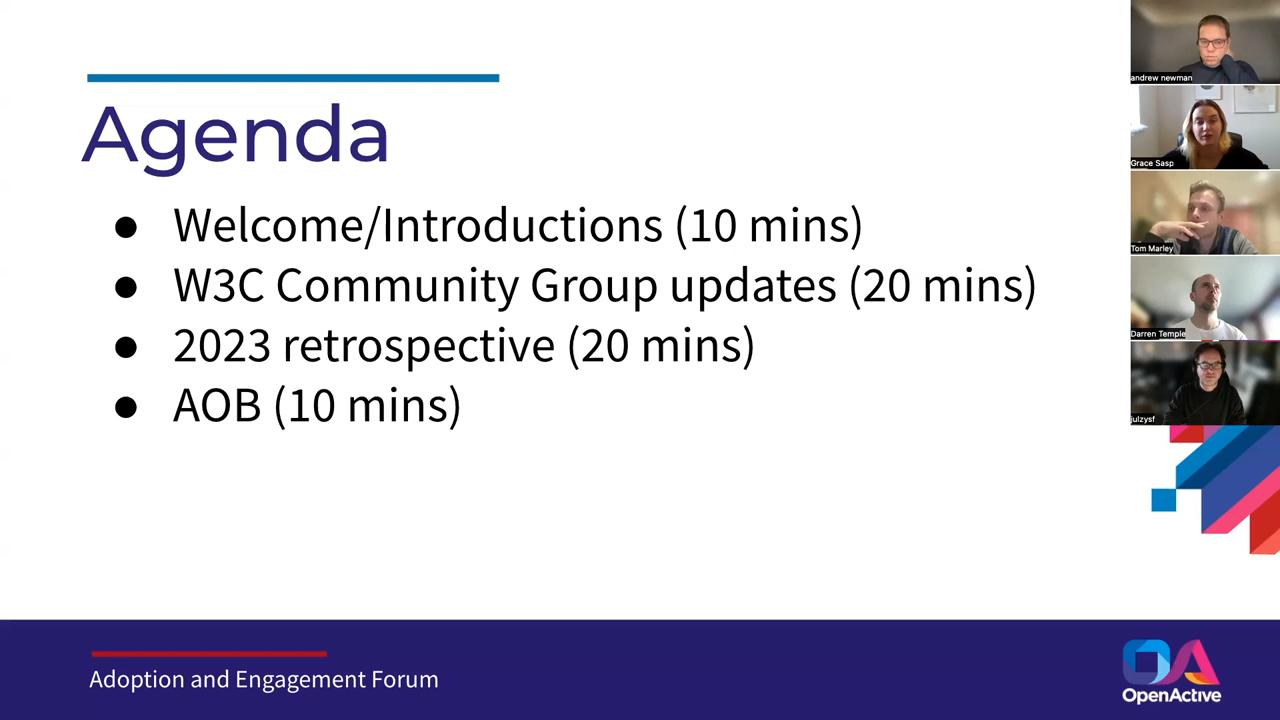 Agenda
● Welcome/Introductions (10 mins)
● W3C Community Group updates (20 mins)
● 2023 retrospective (20 mins)
● AOB (10 mins)
andrew newman
Grace Sasp
Tom Marley
Darren Temple
julzysf
Adoption and Engagement Forum
OA
OpenActive